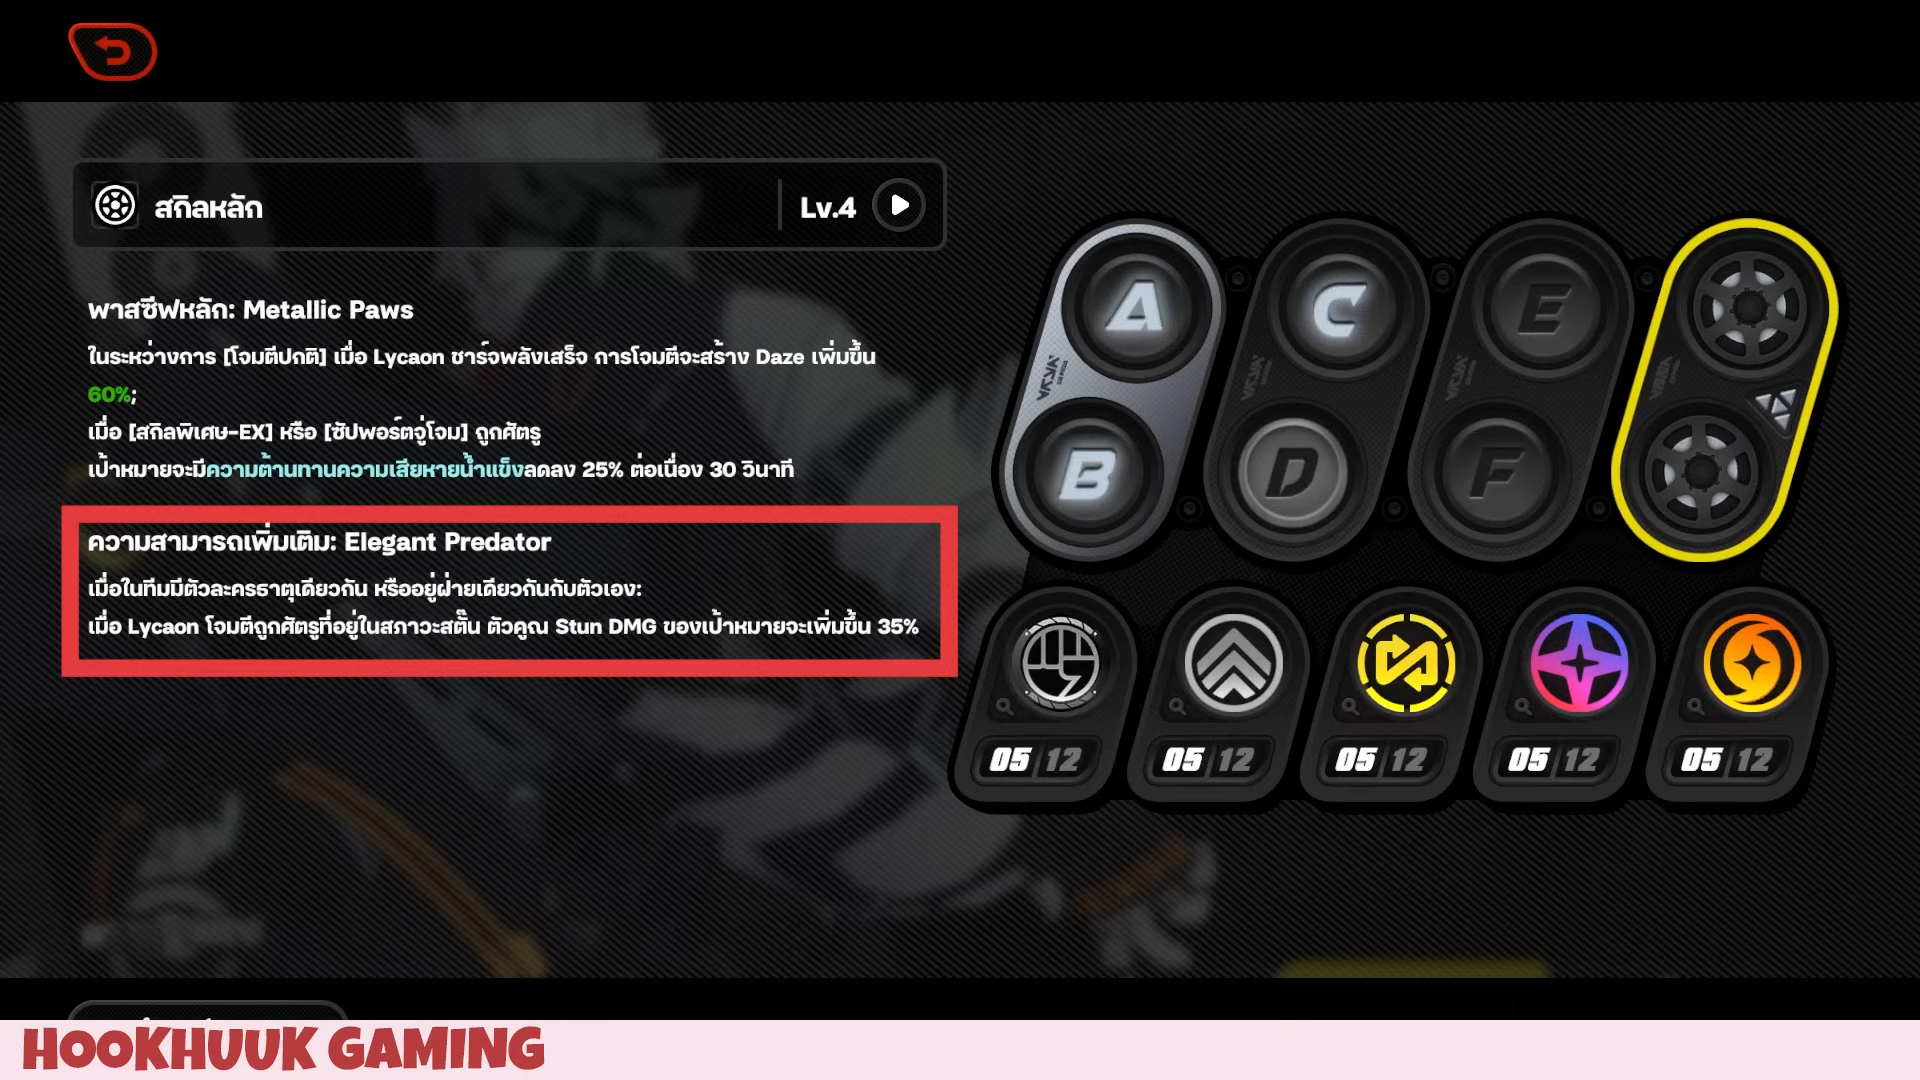 สกิลหลัก
Lv.4
พาสซีฟหลัก: Metallic Paws
ในระหว่างการ [โจมตีปกติ] เมื่อ Lycaon ชาร์จพลังเสร็จ การโจมตีจะสร้าง Daze เพิ่มขึ้น
60%;
เมื่อ [สกิลพิเศษ-EX] หรือ [ซัปพอร์ตจู่โจม] ถูกศัตรู
เป้าหมายจะมีความต้านทานความเสียหายน้ำแข็งลดลง 25% ต่อเนื่อง 30 วินาที
ความสามารถเพิ่มเติม: Elegant Predator
เมื่อในทีมมีตัวละครธาตุเดียวกัน หรืออยู่ฝ่ายเดียวกันกับตัวเอง:
เมื่อ Lycaon โจมตีถูกศัตรูที่อยู่ในสภาวะสตั๊น ตัวคูณ Stun DMG ของเป้าหมายจะเพิ่มขึ้น 35%
A C E
B D F
05 12 05 12 05 12 05 12 05 12
HOOKHUUK GAMING